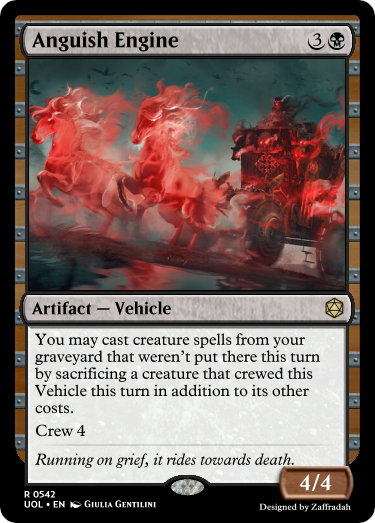 Anguish Engine 3
Artifact — Vehicle
You may cast creature spells from your
graveyard that weren't put there this turn
by sacrificing a creature that crewed this
Vehicle this turn in addition to its other
costs.
Crew 4
Running on grief, it rides towards death.
4/4
R 0542
UOL • EN Giulia Gentilini
Designed by Zaffradah